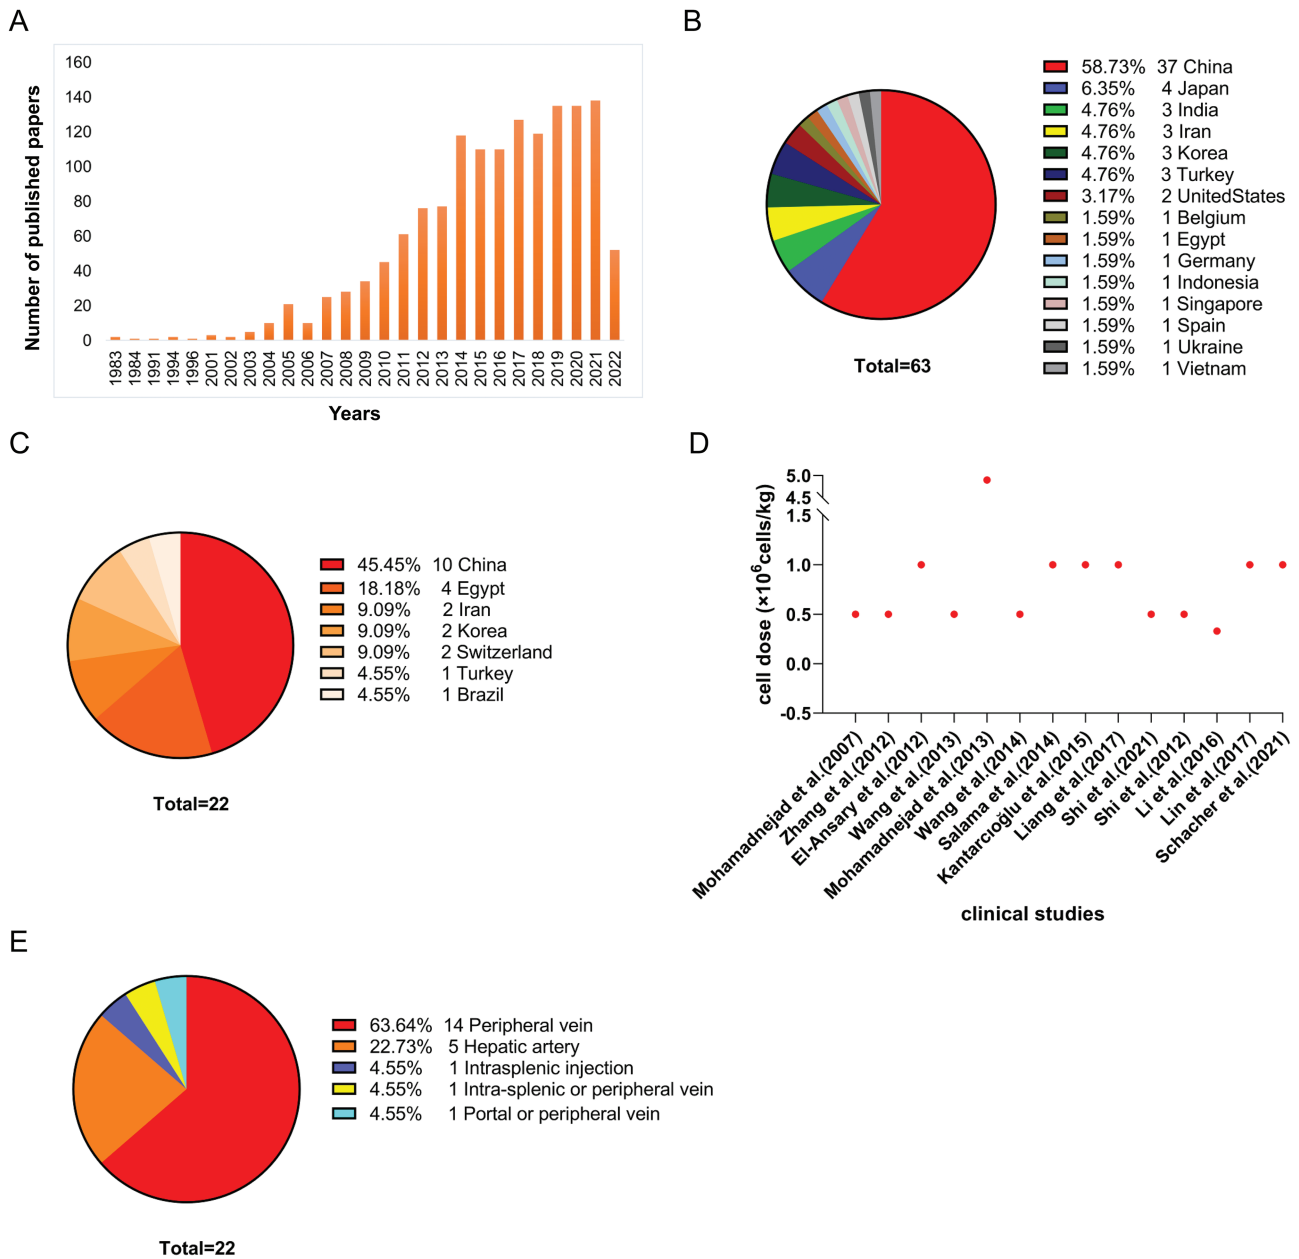 A
Number of published papers
160
140
120
100
80
60
40
20
0
1983
1984
1991
1994
1996
2001
2002
2003
2004
2005
2006
2007
2008
2009
2010
2011
2012
2013
2014
2015
2016
2017
2018
2019
2020
2021
2022
Years
B
58.73% 37 China
6.35% 4 Japan
4.76% 3 India
4.76% 3 Iran
4.76% 3 Korea
4.76% 3 Turkey
3.17% 2 UnitedStates
1.59% 1 Belgium
1.59% 1 Egypt
1.59% 1 Germany
1.59% 1 Indonesia
1.59% 1 Singapore
1.59% 1 Spain
1.59% 1 Ukraine
1.59% 1 Vietnam
Total=63
C
45.45% 10 China
18.18% 4 Egypt
9.09% 2 Iran
9.09% 2 Korea
9.09% 2 Switzerland
4.55% 1 Turkey
4.55% 1 Brazil
Total=22
D
cell dose (×10⁶cells/kg)
5.0
4.5
1.5
1.0
0.5
0.0
-0.5
Mohamadnejad et al.(2007)
Zhang et al.(2012)
El-Ansary et al.(2012)
Wang et al.(2013)
Mohamadnejad et al.(2013)
Wang et al.(2014)
Salama et al.(2014)
Kantarcıoğlu et al.(2015)
Liang et al.(2017)
Shi et al.(2021)
Shi et al.(2012)
Li et al.(2016)
Lin et al.(2017)
Schacher et al.(2021)
clinical studies
E
63.64% 14 Peripheral vein
22.73% 5 Hepatic artery
4.55% 1 Intrasplenic injection
4.55% 1 Intra-splenic or peripheral vein
4.55% 1 Portal or peripheral vein
Total=22